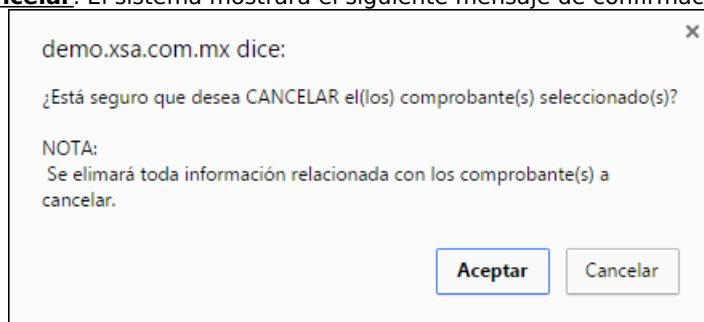 El sistema mostrará el siguiente mensaje de
demo.xsa.com.mx dice:
¿Está seguro que desea CANCELAR el(los) comprobante(s) seleccionado(s)?
NOTA:
Se elimará toda información relacionada con los comprobante(s) a
cancelar.
Aceptar Cancelar